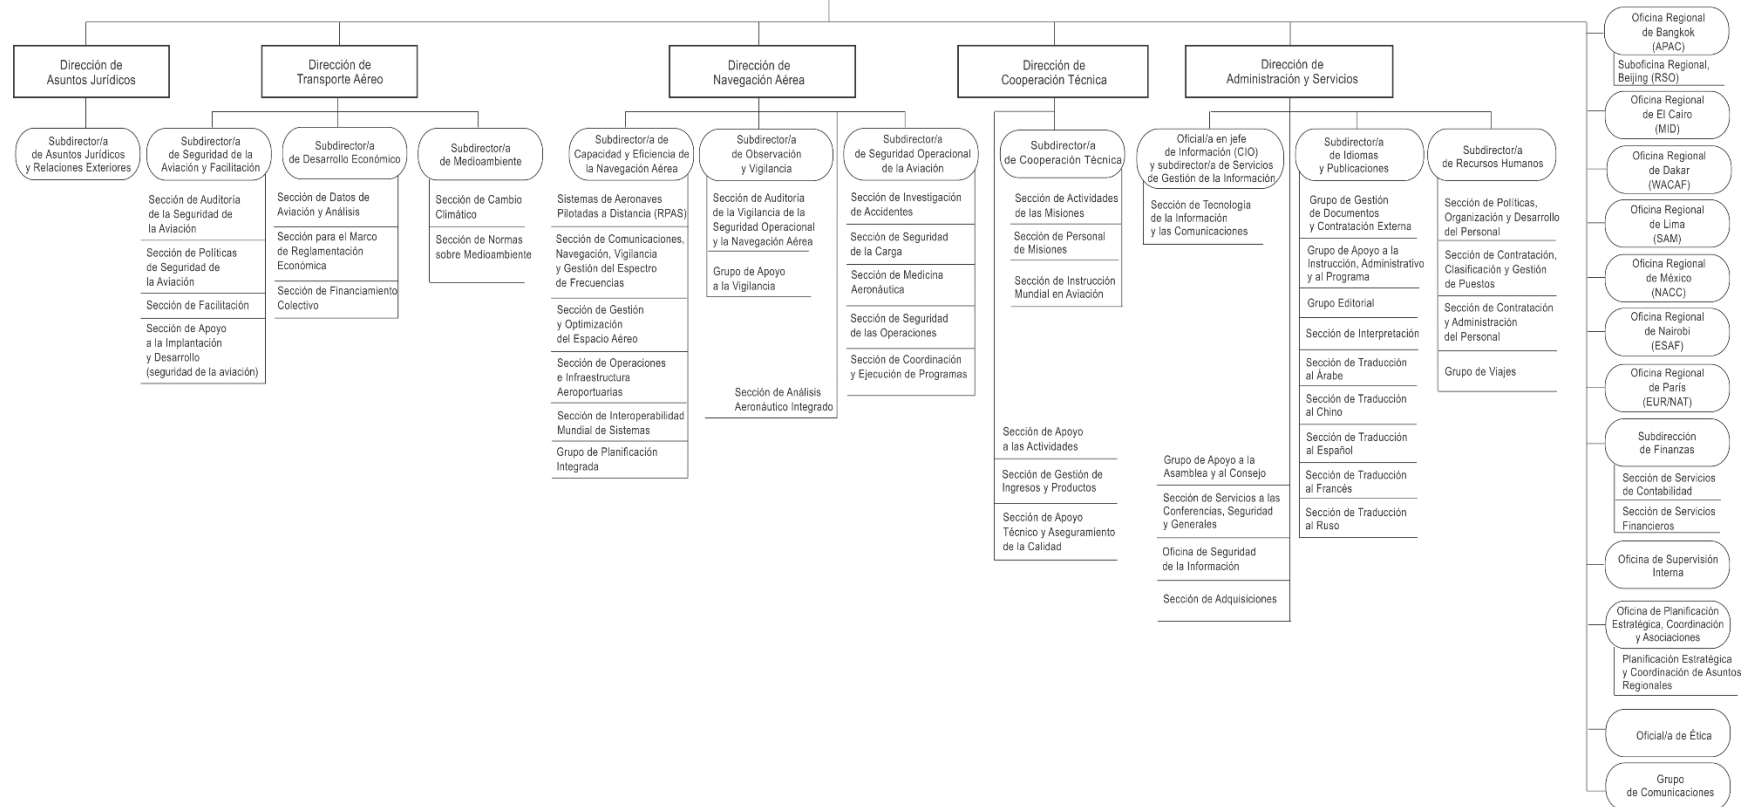 Dirección de
Asuntos Jurídicos
Subdirector/a
de Asuntos Jurídicos
y Relaciones Exteriores
Dirección de
Transporte Aéreo
Subdirector/a
de Seguridad de la
Aviación y Facilitación
Sección de Auditoría
de la Seguridad de
la Aviación
Sección de Políticas
de Seguridad de
la Aviación
Sección de Facilitación
Sección de Apoyo
a la Implantación
y Desarrollo
(seguridad de la aviación)
Subdirector/a
de Desarrollo Económico
Sección de Datos de
Aviación y Análisis
Sección para el Marco
de Reglamentación
Económica
Sección de Financiamiento
Colectivo
Subdirector/a
de Medioambiente
Sección de Cambio
Climático
Sección de Normas
sobre Medioambiente
Dirección de
Navegación Aérea
Subdirector/a de
Capacidad y Eficiencia de
la Navegación Aérea
Sistemas de Aeronaves
Pilotadas a Distancia (RPAS)
Sección de Comunicaciones,
Navegación, Vigilancia
y Gestión del Espectro
de Frecuencias
Sección de Gestión
y Optimización
del Espacio Aéreo
Sección de Operaciones
e Infraestructura
Aeroportuarias
Sección de Interoperabilidad
Mundial de Sistemas
Grupo de Planificación
Integrada
Subdirector/a
de Observación
y Vigilancia
Sección de Auditoría
de la Vigilancia de la
Seguridad Operacional
y la Navegación Aérea
Grupo de Apoyo
a la Vigilancia
Sección de Análisis
Aeronáutico Integrado
Subdirector/a
de Seguridad Operacional
de la Aviación
Sección de Investigación
de Accidentes
Sección de Seguridad
de la Carga
Sección de Medicina
Aeronáutica
Sección de Seguridad
de las Operaciones
Sección de Coordinación
y Ejecución de Programas
Dirección de
Cooperación Técnica
Subdirector/a
de Cooperación Técnica
Sección de Actividades
de las Misiones
Sección de Personal
de Misiones
Sección de Instrucción
Mundial en Aviación
Sección de Apoyo
a las Actividades
Sección de Gestión de
Ingresos y Productos
Sección de Apoyo
Técnico y Aseguramiento
de la Calidad
Dirección de
Administración y Servicios
Oficial/a en jefe
de Información (CIO)
y subdirector/a de Servicios
de Gestión de la Información
Sección de Tecnología
de la Información
y las Comunicaciones
Grupo de Apoyo a la
Asamblea y al Consejo
Sección de Servicios a las
Conferencias, Seguridad
y Generales
Oficina de Seguridad
de la Información
Sección de Adquisiciones
Subdirector/a
de Idiomas
y Publicaciones
Grupo de Gestión
de Documentos
y Contratación Externa
Grupo de Apoyo a la
Instrucción, Administrativo
y al Programa
Grupo Editorial
Sección de Interpretación
Sección de Traducción
al Árabe
Sección de Traducción
al Chino
Sección de Traducción
al Español
Sección de Traducción
al Francés
Sección de Traducción
al Ruso
Subdirector/a
de Recursos Humanos
Sección de Políticas,
Organización y Desarrollo
del Personal
Sección de Contratación,
Clasificación y Gestión
de Puestos
Sección de Contratación
y Administración
del Personal
Grupo de Viajes
Oficina Regional
de Bangkok
(APAC)
Suboficina Regional,
Beijing (RSO)
Oficina Regional
de El Cairo
(MID)
Oficina Regional
de Dakar
(WACAF)
Oficina Regional
de Lima
(SAM)
Oficina Regional
de México
(NACC)
Oficina Regional
de Nairobi
(ESAF)
Oficina Regional
de París
(EUR/NAT)
Subdirección
de Finanzas
Sección de Servicios
de Contabilidad
Sección de Servicios
Financieros
Oficina de Supervisión
Interna
Oficina de Planificación
Estratégica, Coordinación
y Asociaciones
Planificación Estratégica
y Coordinación de Asuntos
Regionales
Oficial/a de Ética
Grupo
de Comunicaciones